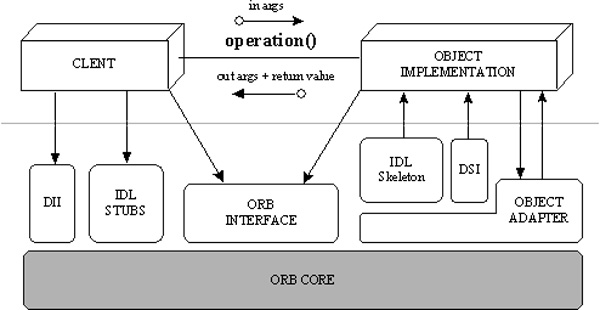 in args
operation()
CLENT
OBJECT
IMPLEMENTATION
out args + return value
IDL
Skeleton
DSI
DII
IDL
STUBS
ORB
INTERFACE
OBJECT
ADAPTER
ORB CORE